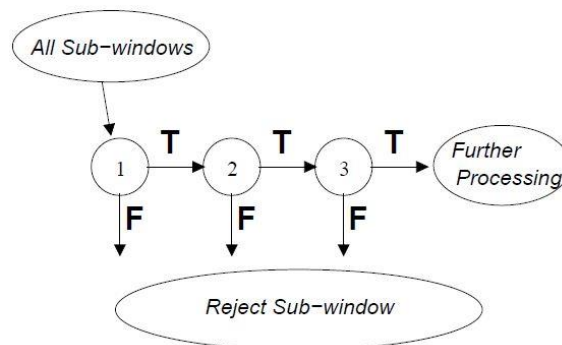 All Sub−windows
T T T
1 2 3
Further
Processing
F F F
Reject Sub−window